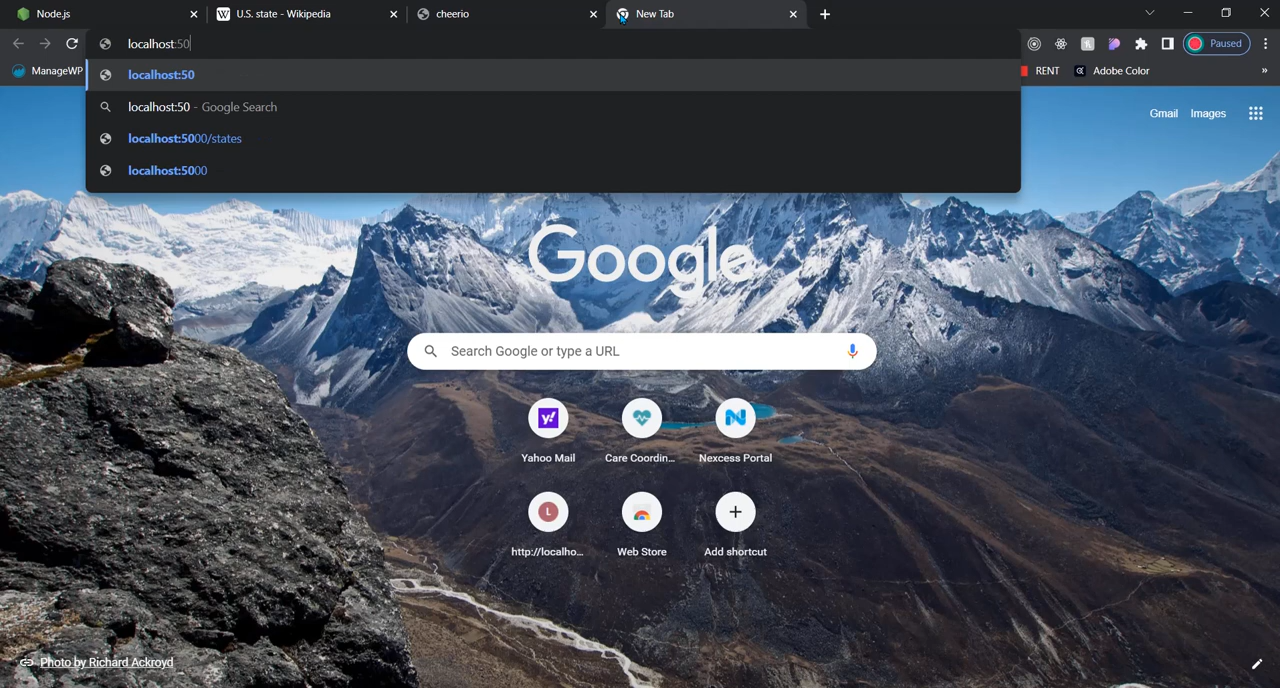 Node.js
U.S. state - Wikipedia
cheerio
New Tab
localhost:50
Paused
ManageWP
localhost:50
RENT
Adobe Color
»
localhost:50 - Google Search
Gmail
Images
localhost:5000/states
localhost:5000
Google
Search Google or type a URL
Yahoo Mail
Care Coordin...
Nexcess Portal
L
http://localho...
Web Store
Add shortcut
Photo by Richard Ackroyd